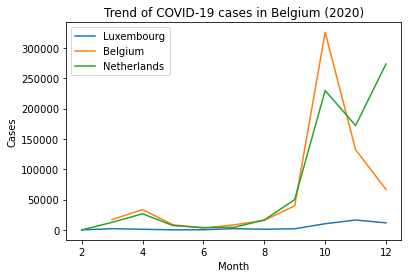 Trend of COVID-19 cases in Belgium (2020)
Luxembourg
Belgium
Netherlands
300000
250000
200000
150000
100000
50000
0
Cases
2 4 6 8 10 12
Month